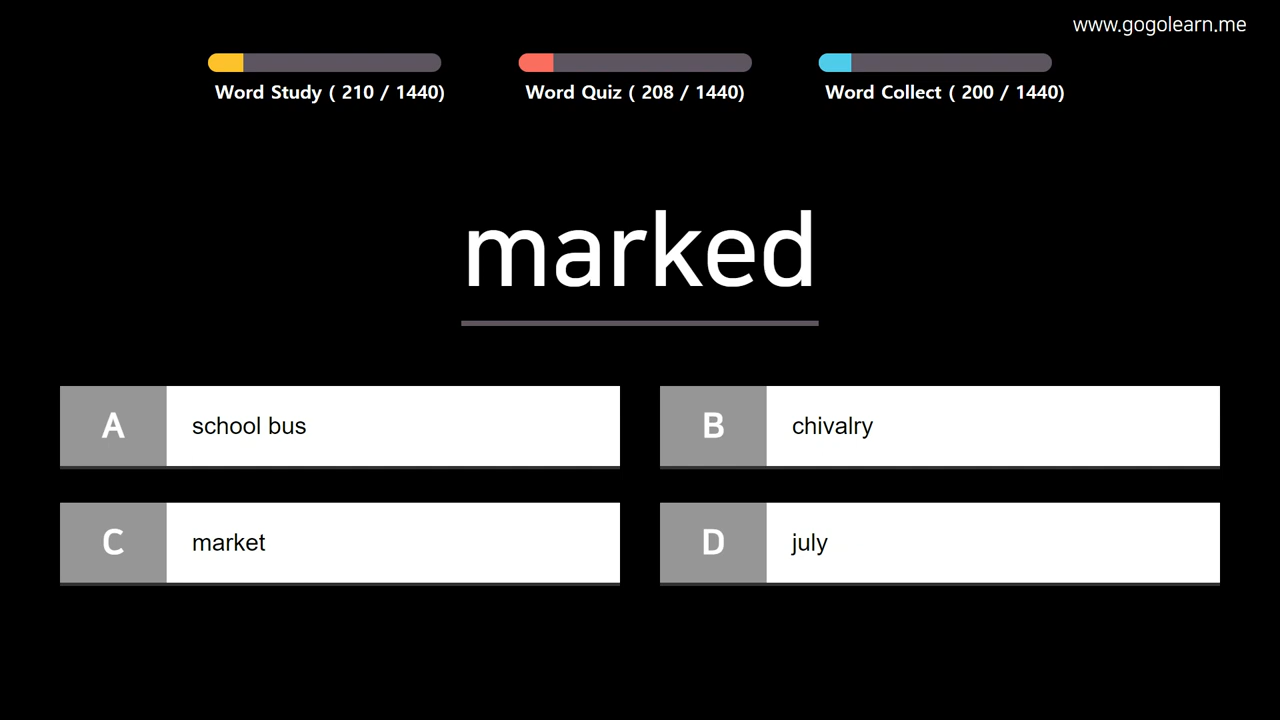 www.gogolearn.me
Word Study ( 210 / 1440)
Word Quiz ( 208 / 1440)
Word Collect ( 200 / 1440)
marked
A school bus
B chivalry
C market
D july